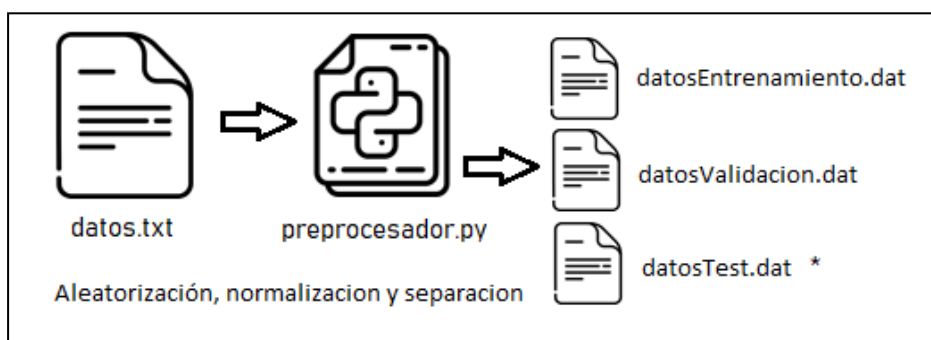 datos.txt
preprocesador.py
datosEntrenamiento.dat
datosValidacion.dat
datosTest.dat *
Aleatorización, normalizacion y separacion